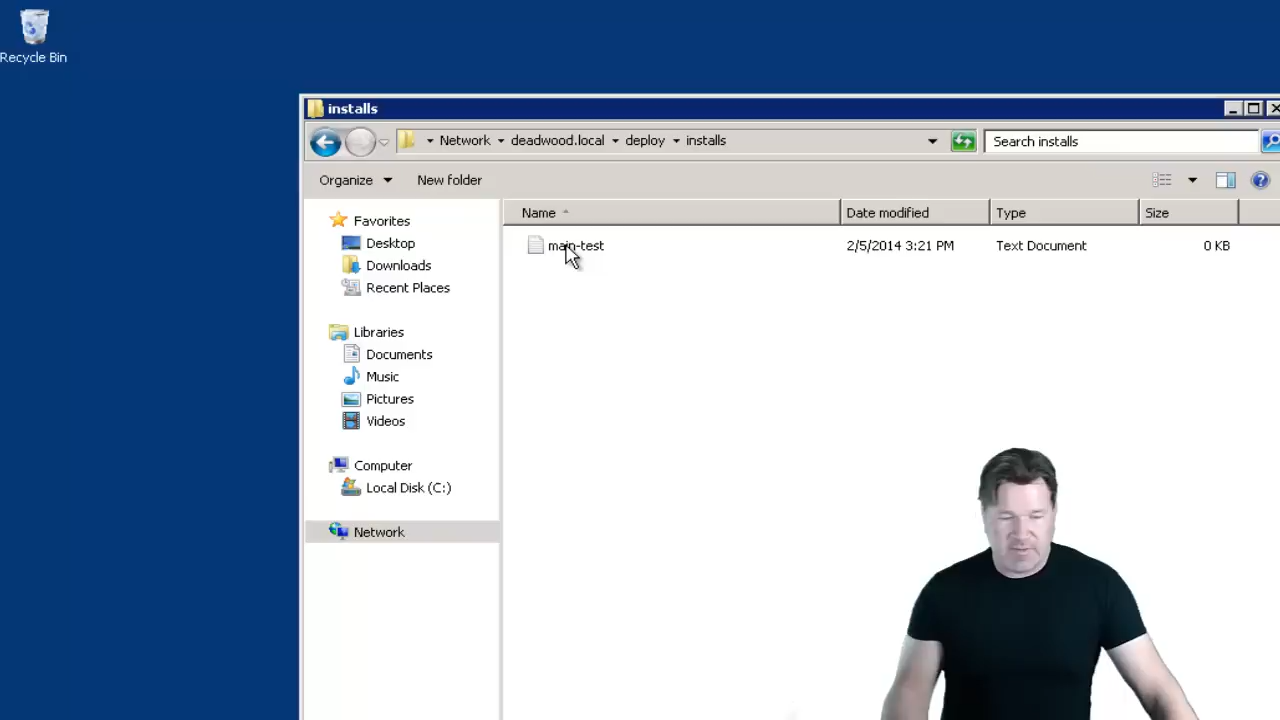 Recycle Bin
installs
Network deadwood.local deploy installs
Search installs
Organize New folder
Name Date modified Type Size
main-test 2/5/2014 3:21 PM Text Document 0 KB
Favorites
Desktop
Downloads
Recent Places
Libraries
Documents
Music
Pictures
Videos
Computer
Local Disk (C:)
Network